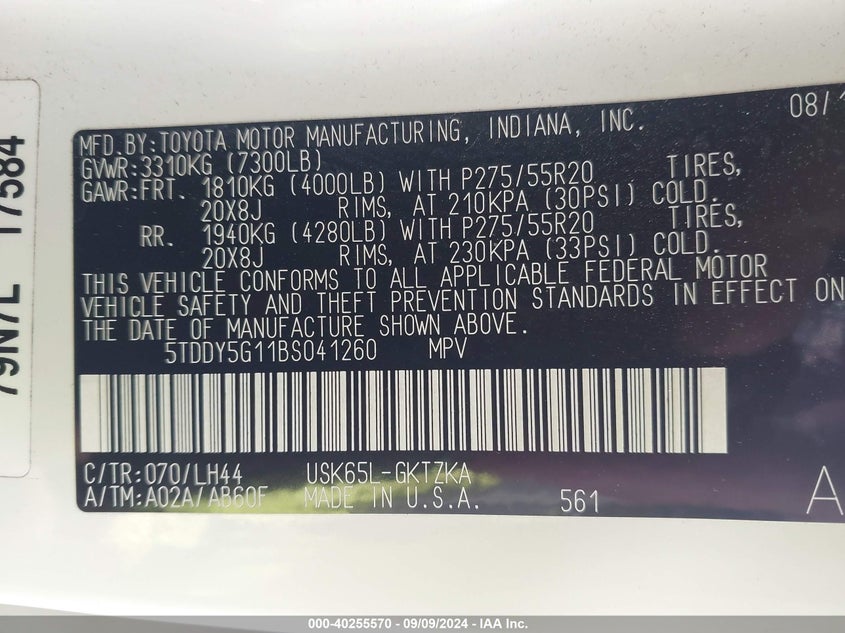 79N7L 17584
08/1
MFD.BY:TOYOTA MOTOR MANUFACTURING, INDIANA, INC.
GVWR:3310KG (7300LB)
GAWR:FRT. 1810KG (4000LB) WITH P275/55R20 TIRES,
20X8J RIMS, AT 210KPA (30PSI) COLD.
RR. 1940KG (4280LB) WITH P275/55R20 TIRES,
20X8J RIMS, AT 230KPA (33PSI) COLD.
THIS VEHICLE CONFORMS TO ALL APPLICABLE FEDERAL MOTOR
VEHICLE SAFETY AND THEFT PREVENTION STANDARDS IN EFFECT ON
THE DATE OF MANUFACTURE SHOWN ABOVE.
5TDDY5G11BS041260 MPV
C/TR:070/LH44 USK65L-GKTZKA
A/TM:A02A/AB60F MADE IN U.S.A. 561
A
000-40255570 - 09/09/2024 - IAA Inc.